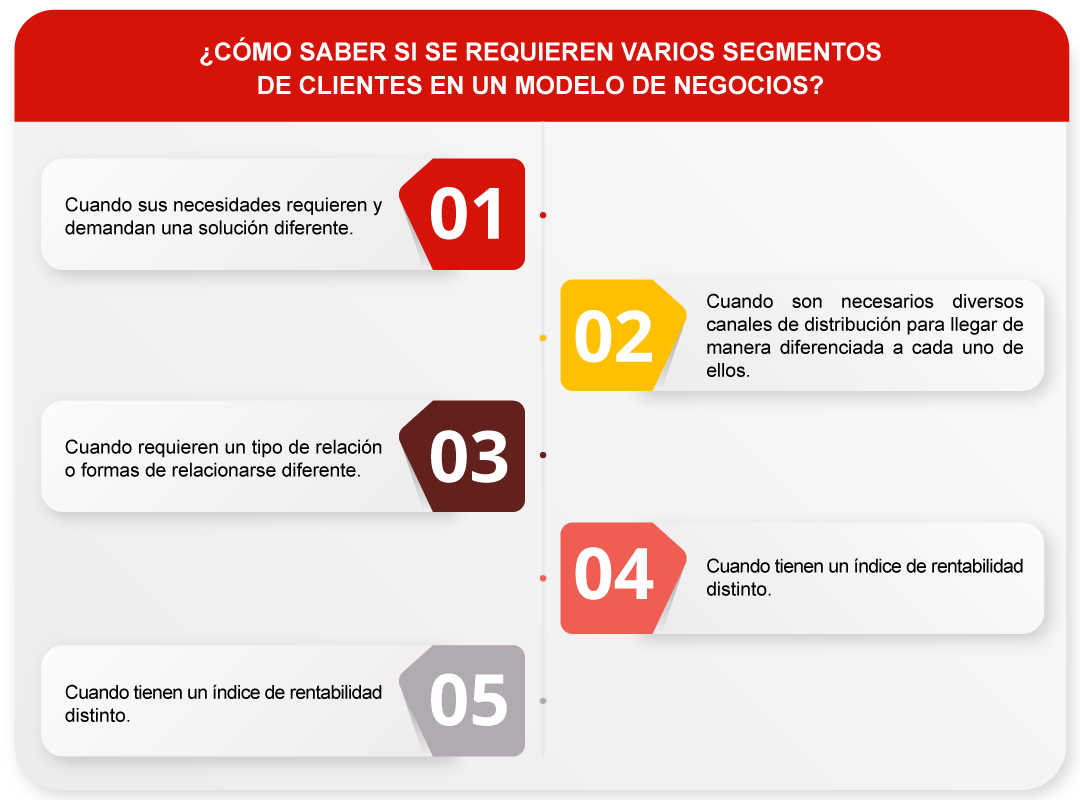 ¿CÓMO SABER SI SE REQUIEREN VARIOS SEGMENTOS
DE CLIENTES EN UN MODELO DE NEGOCIOS?
Cuando sus necesidades requieren y
demandan una solución diferente.
01
02
Cuando son necesarios diversos
canales de distribución para llegar de
manera diferenciada a cada uno de
ellos.
Cuando requieren un tipo de relación
o formas de relacionarse diferente.
03
04
Cuando tienen un índice de rentabilidad
distinto.
Cuando tienen un índice de rentabilidad
distinto.
05